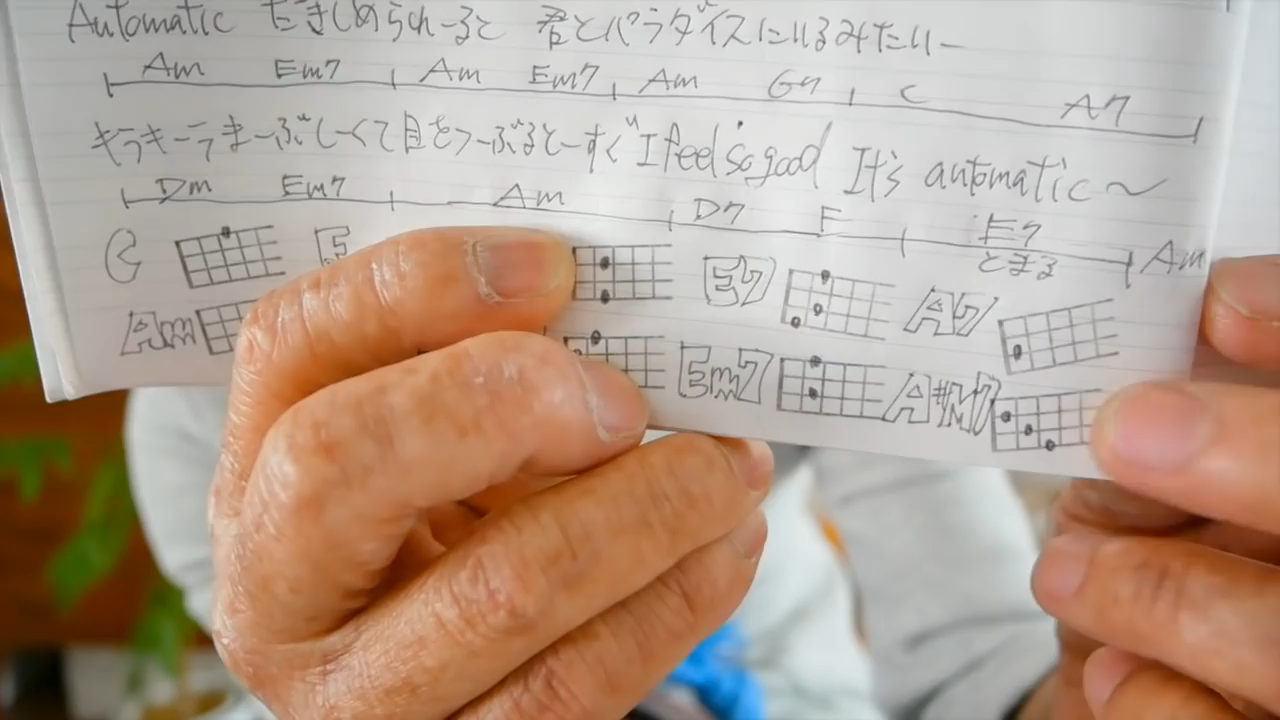 Automatic だきしめられーると 君とパラダイスにいるみたいー
Am Em7 Am Em7 Am G7 C A7
キラキーラまーぶしーくて目をつーぶるとーすぐ I feel so good It's automatic〜
Dm Em7 Am D7 F E7 Am
とまる
C F E7 A7
Am Em7 A#M7